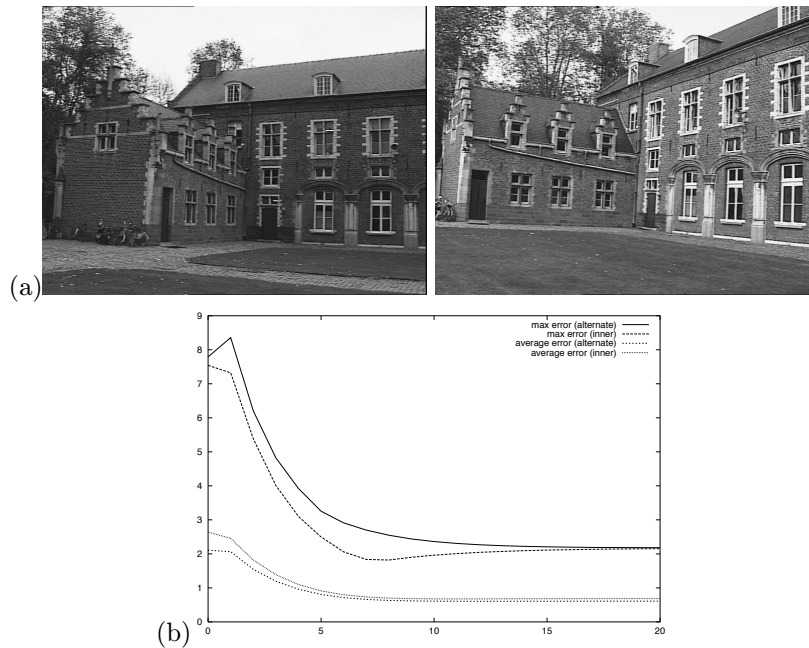 (a)
9
8
7
6
5
4
3
2
1
0
0 5 10 15 20
max error (alternate)
max error (inner)
average error (alternate)
average error (inner)
(b)